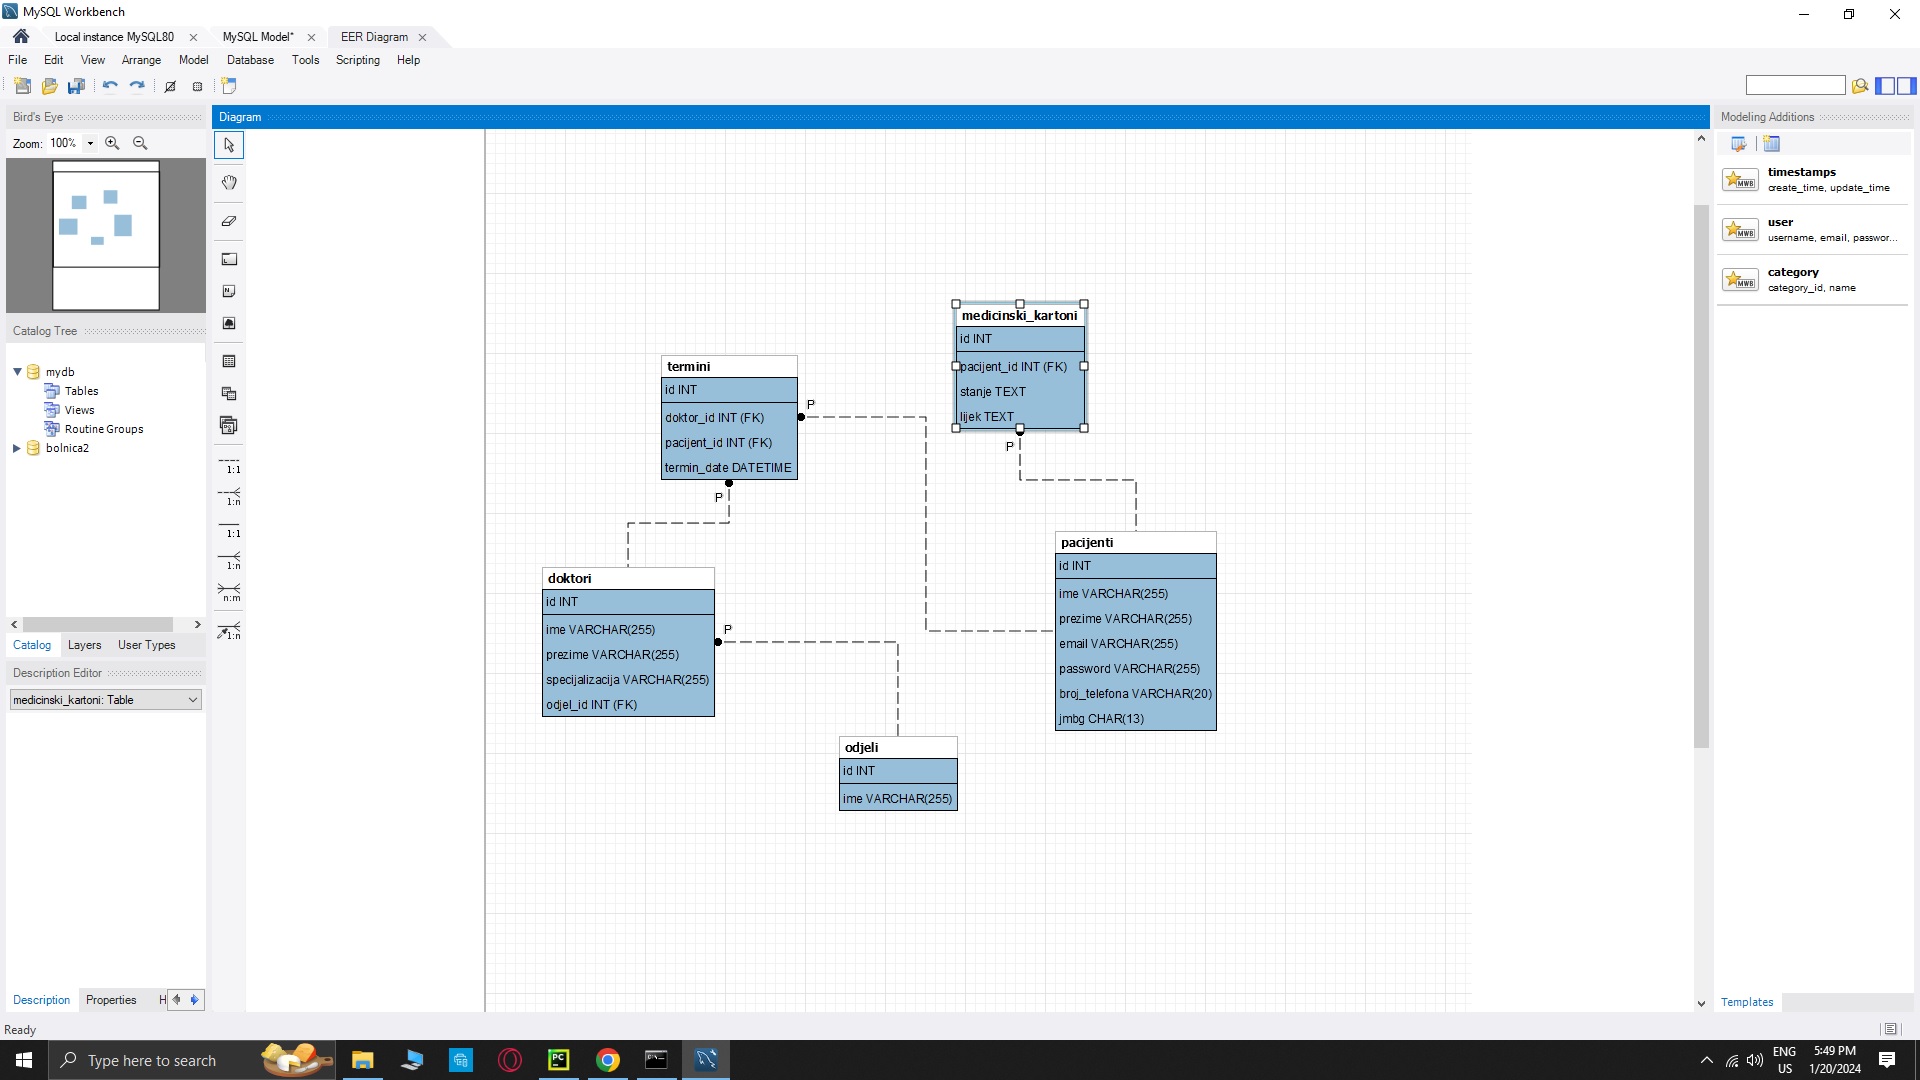 MySQL Workbench
Local instance MySQL80
MySQL Model*
EER Diagram
File Edit View Arrange Model Database Tools Scripting Help
Bird's Eye
Zoom: 100%
Catalog Tree
mydb
Tables
Views
Routine Groups
bolnica2
Catalog Layers User Types
Description Editor
medicinski_kartoni: Table
Description Properties H
Diagram
1:1
1:n
1:1
1:n
n:m
1:n
medicinski_kartoni
id INT
pacijent_id INT (FK)
stanje TEXT
lijek TEXT
P
termini
id INT
doktor_id INT (FK)
pacijent_id INT (FK)
termin_date DATETIME
P
P
doktori
id INT
ime VARCHAR(255)
prezime VARCHAR(255)
specijalizacija VARCHAR(255)
odjel_id INT (FK)
P
pacijenti
id INT
ime VARCHAR(255)
prezime VARCHAR(255)
email VARCHAR(255)
password VARCHAR(255)
broj_telefona VARCHAR(20)
jmbg CHAR(13)
odjeli
id INT
ime VARCHAR(255)
Modeling Additions
MWB
timestamps
create_time, update_time
MWB
user
username, email, passwor...
MWB
category
category_id, name
Templates
Ready
Type here to search
PC
ENG
US
5:49 PM
1/20/2024